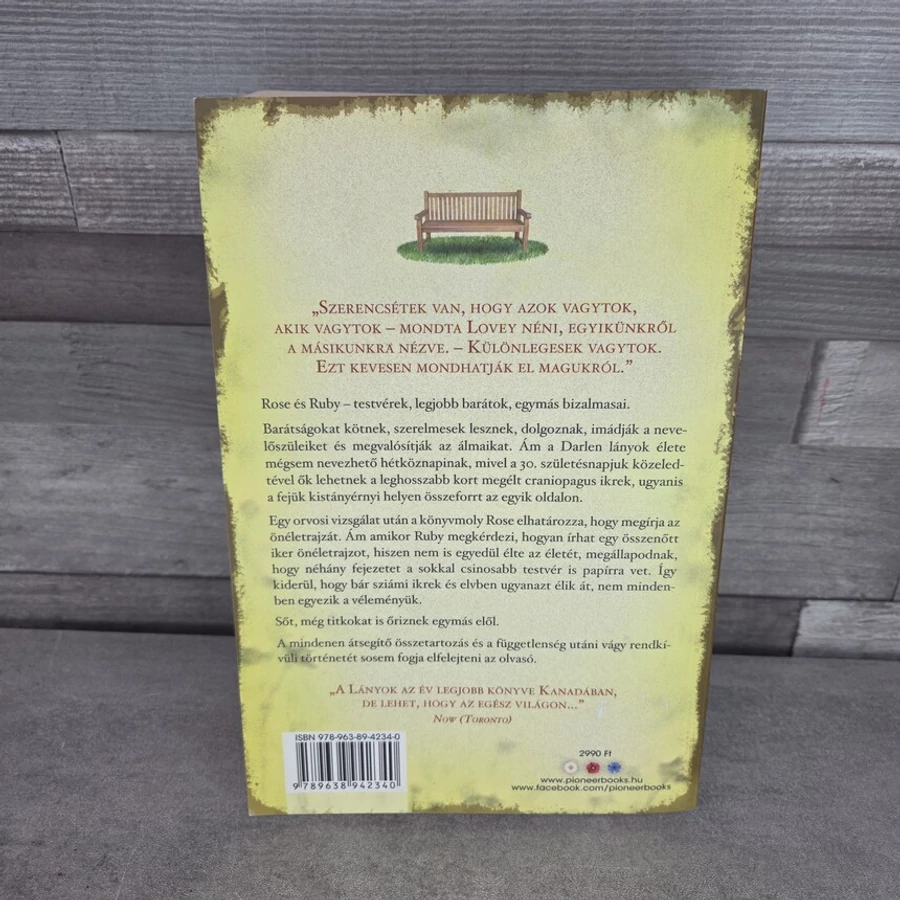 „Szerencsétek van, hogy azok vagytok,
akik vagytok – mondta Lovey néni, egyikünkről
a másikunkra nézve. – Különlegesek vagytok.
Ezt kevesen mondhatják el magukról.”
Rose és Ruby – testvérek, legjobb barátok, egymás bizalmasai.
Barátságokat kötnek, szerelmesek lesznek, dolgoznak, imádják a neve-
lőszüleiket és megvalósítják az álmaikat. Ám a Darlen lányok élete
mégsem nevezhető hétköznapinak, mivel a 30. születésnapjuk közeled-
tével ők lehetnek a leghosszabb kort megélt craniopagus ikrek, ugyanis
a fejük kistányérnyi helyen összeforrt az egyik oldalon.
Egy orvosi vizsgálat után a könyvmoly Rose elhatározza, hogy megírja az
önéletrajzát. Ám amikor Ruby megkérdezi, hogyan írhat egy összenőtt
iker önéletrajzot, hiszen nem is egyedül élte az életét, megállapodnak,
hogy néhány fejezetet a sokkal csinosabb testvér is papírra vet. Így
kiderül, hogy bár sziámi ikrek és elvben ugyanazt élik át, nem minden-
ben egyezik a véleményük.
Sőt, még titkokat is őriznek egymás elől.
A mindenen átsegítő összetartozás és a függetlenség utáni vágy rendkí-
vüli történetét sosem fogja elfelejteni az olvasó.
„A Lányok az év legjobb könyve Kanadában,
de lehet, hogy az egész világon...”
Now (Toronto)
ISBN 978-963-89-4234-0
9 789638 942340
2990 Ft
www.pioneerbooks.hu
www.facebook.com/pioneerbooks